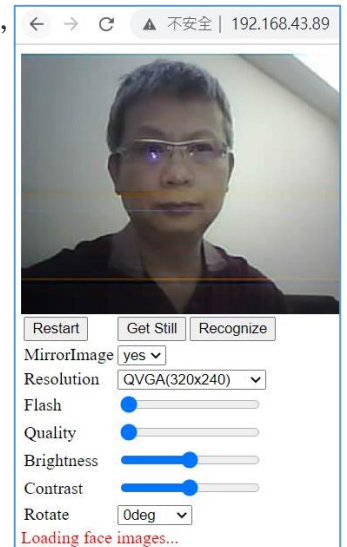 ,
不安全 | 192.168.43.89
Restart Get Still Recognize
MirrorImage yes
Resolution QVGA(320x240)
Flash
Quality
Brightness
Contrast
Rotate 0deg
Loading face images...